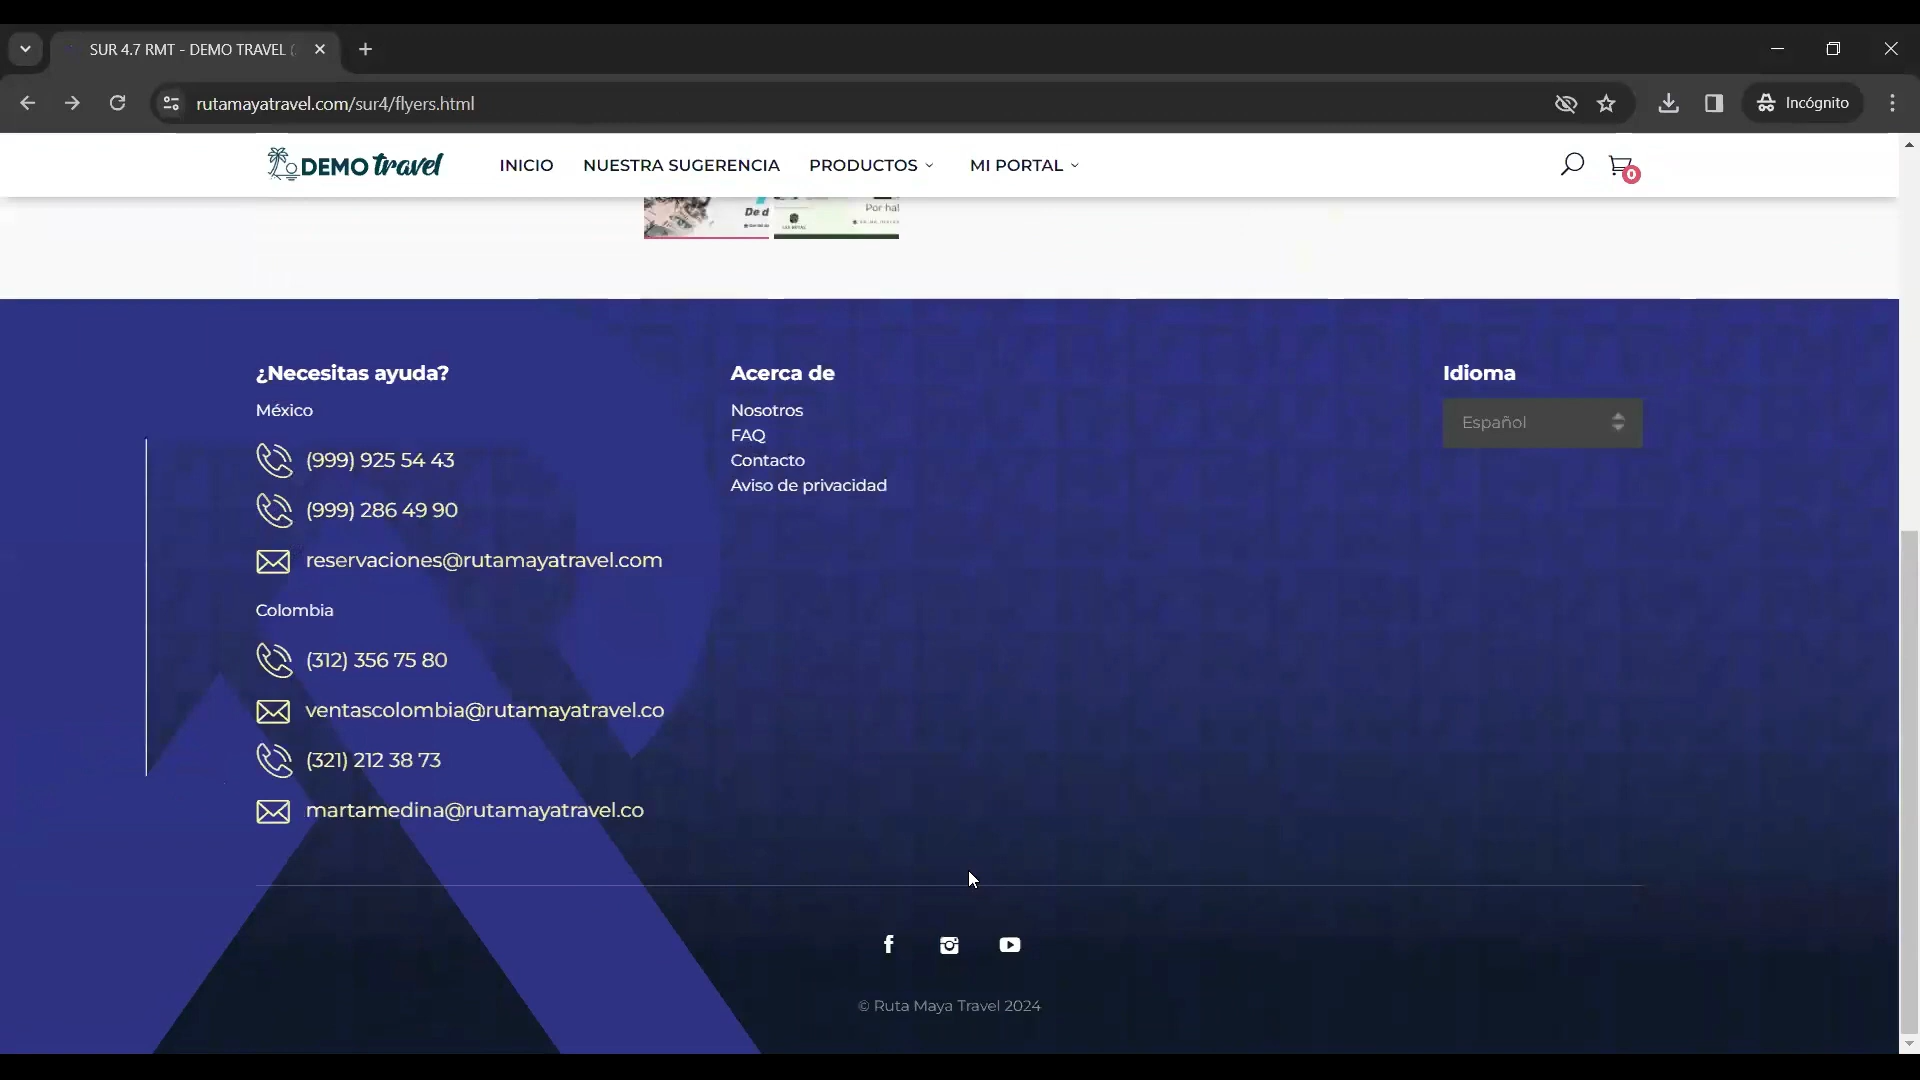 SUR 4.7 RMT - DEMO TRAVEL (
rutamayatravel.com/sur4/flyers.html
Incógnito
DEMO travel
INICIO
NUESTRA SUGERENCIA
PRODUCTOS
MI PORTAL
0
De d
Por ha!
¿Necesitas ayuda?
México
(999) 925 54 43
(999) 286 49 90
reservaciones@rutamayatravel.com
Colombia
(312) 356 75 80
ventascolombia@rutamayatravel.co
(321) 212 38 73
martamedina@rutamayatravel.co
Acerca de
Nosotros
FAQ
Contacto
Aviso de privacidad
Idioma
Español
© Ruta Maya Travel 2024